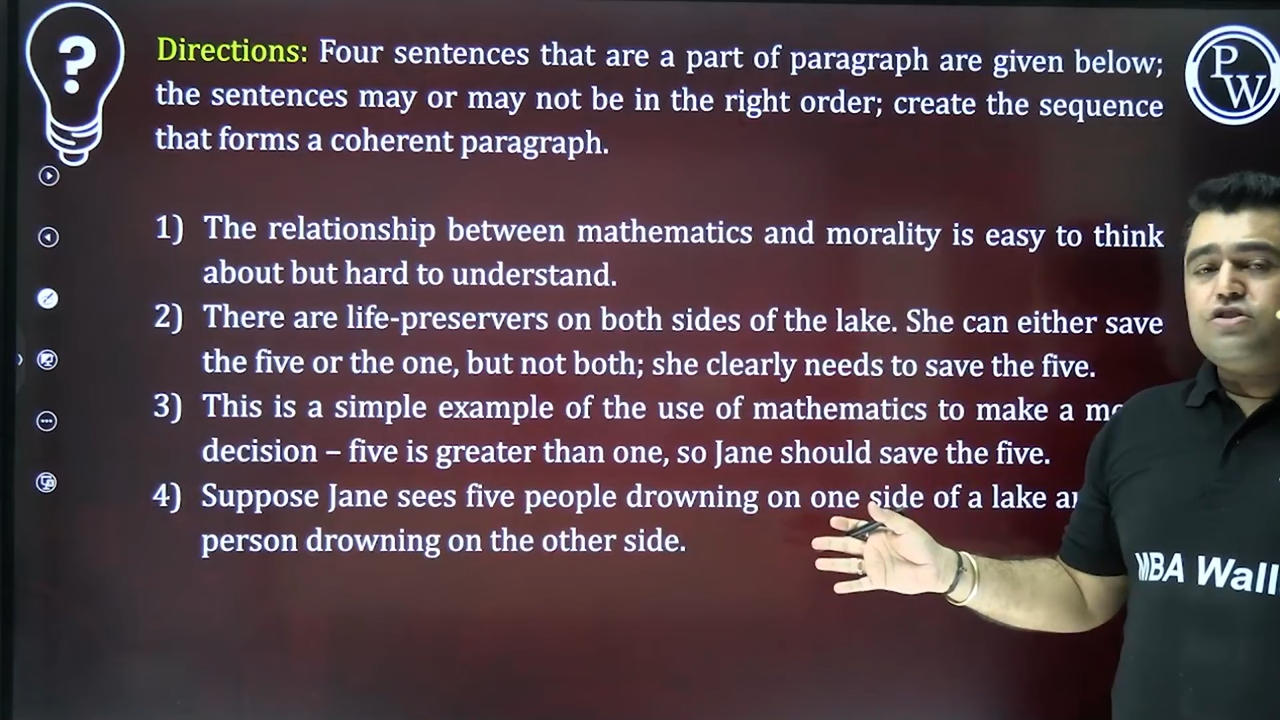 ?
Directions: Four sentences that are a part of paragraph are given below;
the sentences may or may not be in the right order; create the sequence
that forms a coherent paragraph.
PW
1) The relationship between mathematics and morality is easy to think
about but hard to understand.
2) There are life-preservers on both sides of the lake. She can either save
the five or the one, but not both; she clearly needs to save the five.
3) This is a simple example of the use of mathematics to make a
decision – five is greater than one, so Jane should save the five.
4) Suppose Jane sees five people drowning on one side of a lake
person drowning on the other side.
MBA Wall